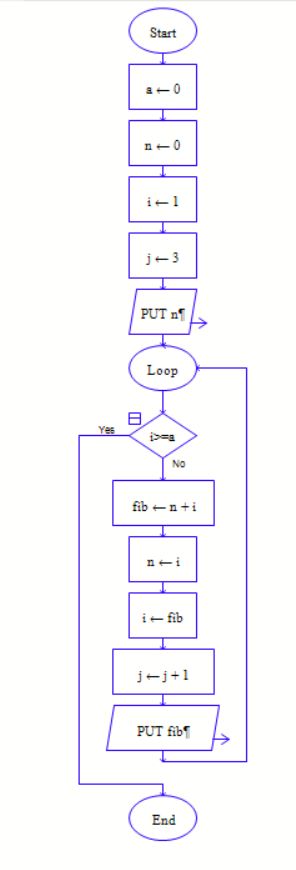 Start
a ← 0
n ← 0
i ← 1
j ← 3
PUT n¶
Loop
i>=a
Yes
No
fib ← n + i
n ← i
i ← fib
j ← j + 1
PUT fib¶
End